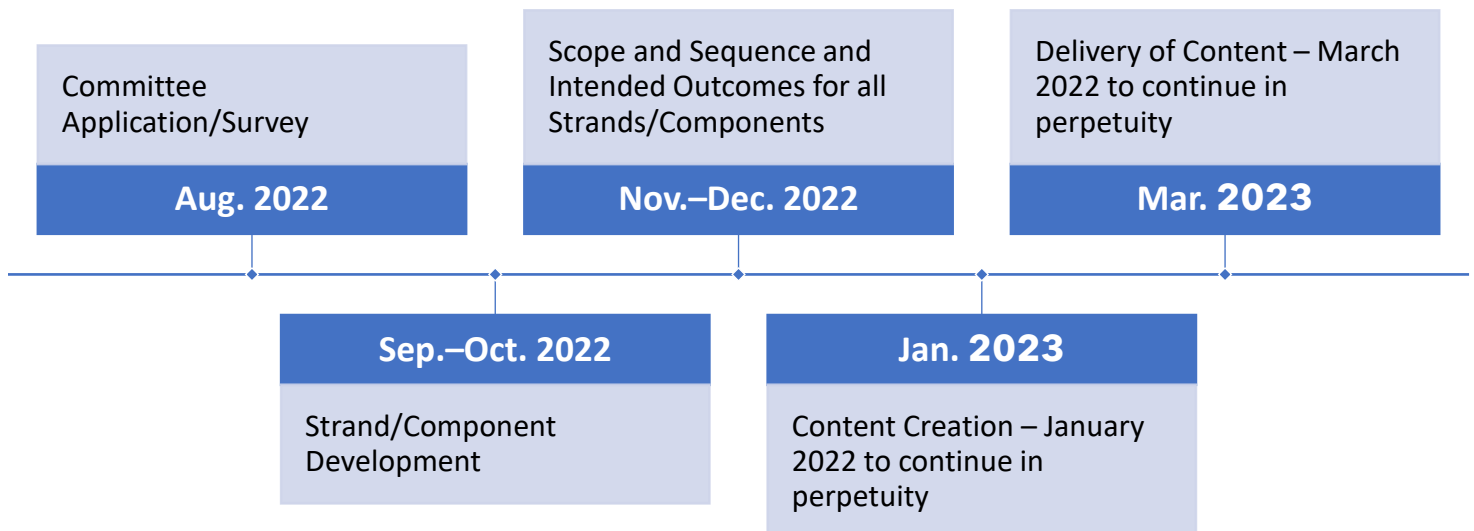 Committee
Application/Survey
Aug. 2022
Sep.–Oct. 2022
Strand/Component
Development
Scope and Sequence and
Intended Outcomes for all
Strands/Components
Nov.–Dec. 2022
Jan. 2023
Content Creation – January
2022 to continue in
perpetuity
Delivery of Content – March
2022 to continue in
perpetuity
Mar. 2023